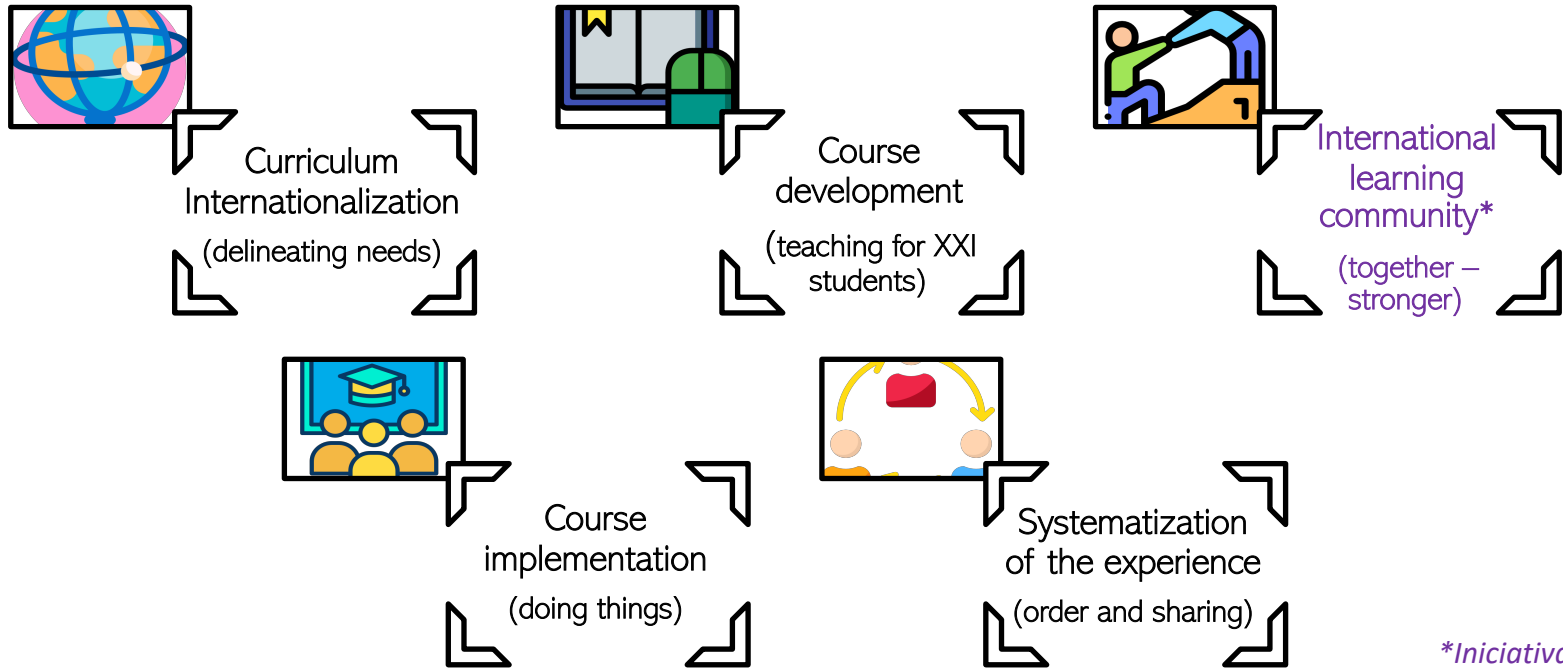 Curriculum
Internationalization
(delineating needs)
Course
development
(teaching for XXI
students)
International
learning
community*
(together –
stronger)
Course
implementation
(doing things)
Systematization
of the experience
(order and sharing)